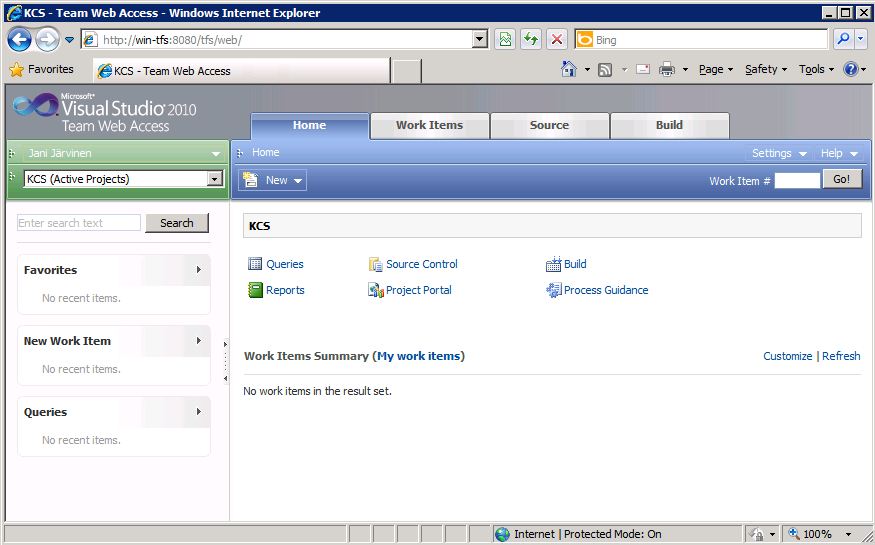 KCS - Team Web Access - Windows Internet Explorer
http://win-tfs:8080/tfs/web/
Bing
Favorites
KCS - Team Web Access
Page
Safety
Tools
Microsoft
Visual Studio 2010
Team Web Access
Home
Work Items
Source
Build
Jani Järvinen
Home
Settings
Help
KCS (Active Projects)
New
Work Item #
Go!
Enter search text
Search
KCS
Favorites
No recent items.
New Work Item
No recent items.
Queries
No recent items.
Queries
Source Control
Build
Reports
Project Portal
Process Guidance
Work Items Summary (My work items)
Customize | Refresh
No work items in the result set.
Internet | Protected Mode: On
100%